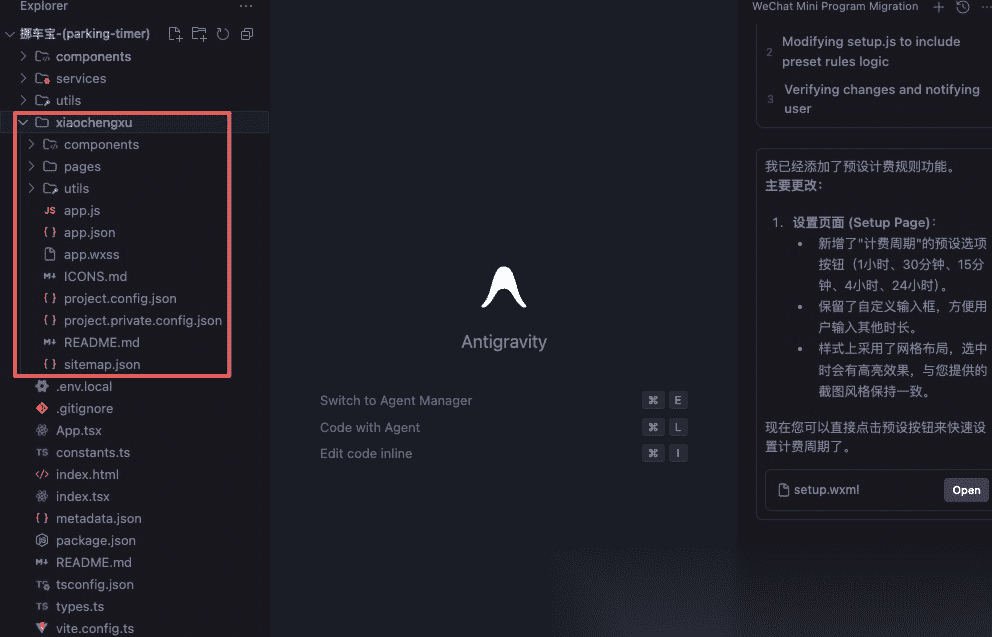 Explorer
挪车宝-(parking-timer)
components
services
utils
xiaochengxu
components
pages
utils
JS app.js
{ } app.json
app.wxss
M↓ ICONS.md
{ } project.config.json
{ } project.private.config.json
M↓ README.md
{ } sitemap.json
.env.local
.gitignore
App.tsx
TS constants.ts
</> index.html
index.tsx
{ } metadata.json
package.json
M↓ README.md
TS tsconfig.json
TS types.ts
vite.config.ts
Antigravity
Switch to Agent Manager ⌘ E
Code with Agent ⌘ L
Edit code inline ⌘ I
WeChat Mini Program Migration
2 Modifying setup.js to include
preset rules logic
3 Verifying changes and notifying
user
我已经添加了预设计费规则功能。
主要更改：
1. 设置页面 (Setup Page)：
• 新增了"计费周期"的预设选项
按钮（1小时、30分钟、15分
钟、4小时、24小时）。
• 保留了自定义输入框，方便用
户输入其他时长。
• 样式上采用了网格布局，选中
时会有高亮效果，与您提供的
截图风格保持一致。
现在您可以直接点击预设按钮来快速设
置计费周期了。
setup.wxml Open